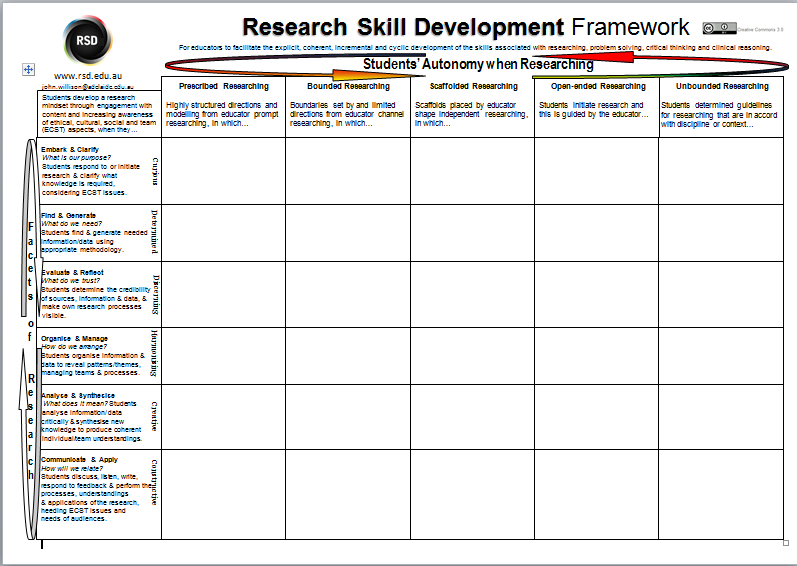 Research Skill Development Framework
RSD
Creative Commons 3.0
For educators to facilitate the explicit, coherent, incremental and cyclic development of the skills associated with researching, problem solving, critical thinking and clinical reasoning.
Students' Autonomy when Researching
www.rsd.edu.au
john.willison@adelaide.edu.au
Students develop a research
mindset through engagement with
content and increasing awareness
of ethical, cultural, social and team
(ECST) aspects, when they...
Prescribed Researching
Highly structured directions and
modelling from educator prompt
researching, in which...
Bounded Researching
Boundaries set by and limited
directions from educator channel
researching, in which...
Scaffolded Researching
Scaffolds placed by educator
shape independent researching,
in which...
Open-ended Researching
Students initiate research and
this is guided by the educator...
Unbounded Researching
Students determined guidelines
for researching that are in accord
with discipline or context...
Facets of Research
Embark & Clarify
What is our purpose?
Students respond to or initiate
research & clarify what
knowledge is required,
considering ECST issues.
Curious
Find & Generate
What do we need?
Students find & generate needed
information/data using
appropriate methodology.
Determined
Evaluate & Reflect
What do we trust?
Students determine the credibility
of sources, information & data, &
make own research processes
visible.
Discerning
Organise & Manage
How do we arrange?
Students organise information &
data to reveal patterns/themes,
managing teams & processes.
Harmonising
Analyse & Synthesise
What does it mean? Students
analyse information/data
critically & synthesise new
knowledge to produce coherent
individual/team understandings.
Creative
Communicate & Apply
How will we relate?
Students discuss, listen, write,
respond to feedback & perform the
processes, understandings
& applications of the research,
heeding ECST issues and
needs of audiences.
Constructive